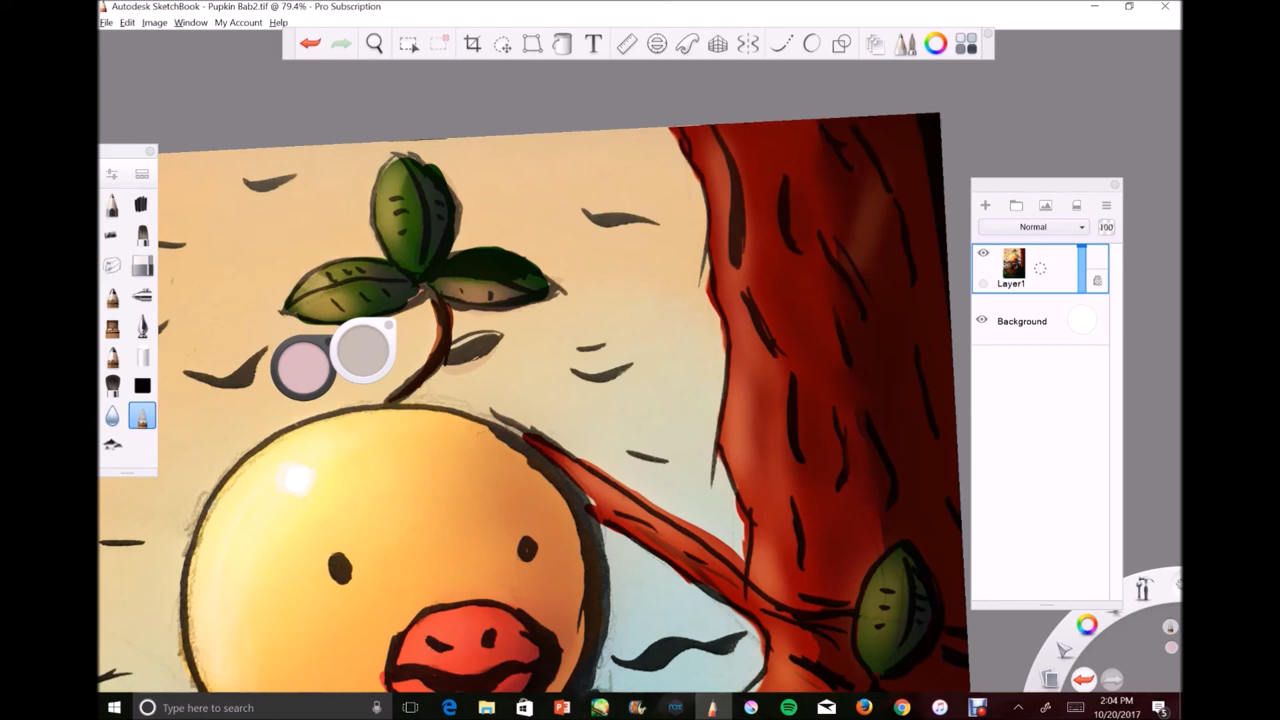 Autodesk SketchBook - Pupkin Bab2.tif @ 79.4% - Pro Subscription
File Edit Image Window My Account Help
T
Normal 100
Layer1
Background
Type here to search
2:04 PM
10/20/2017
5